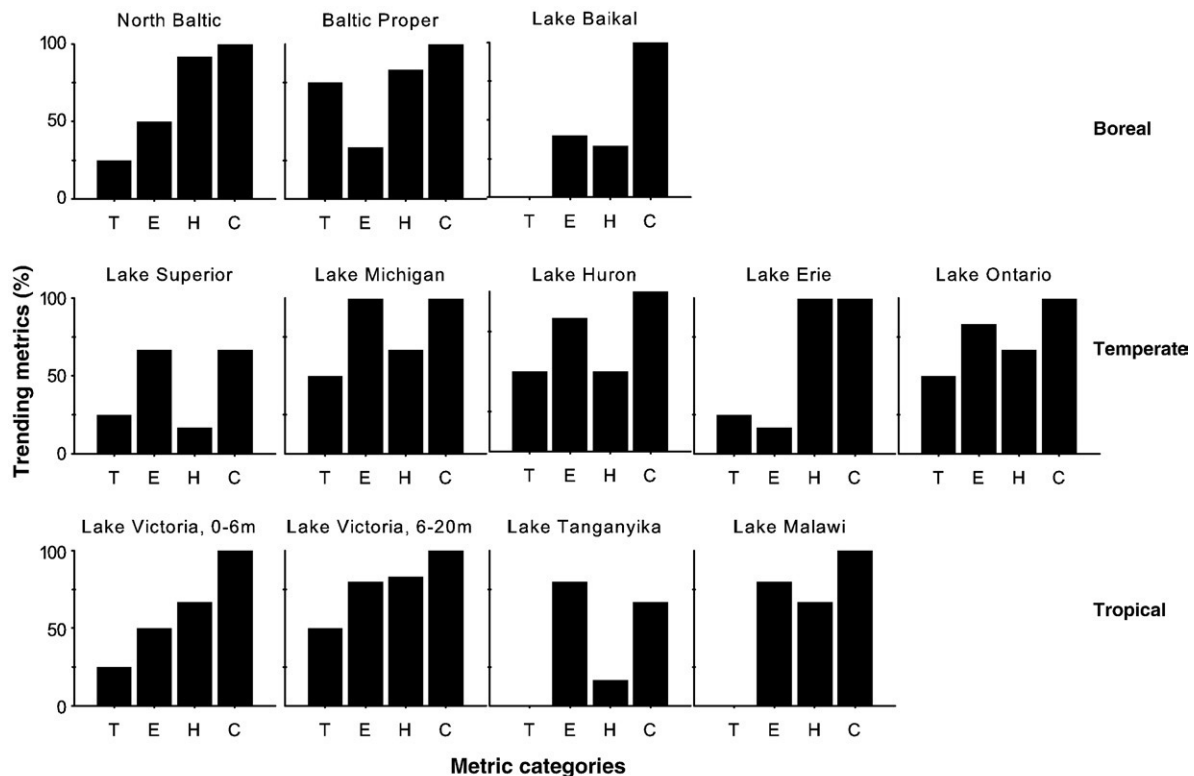 North Baltic Baltic Proper Lake Baikal
100
50
0
T E H C T E H C T E H C
Boreal
Lake Superior Lake Michigan Lake Huron Lake Erie Lake Ontario
100
50
0
T E H C T E H C T E H C T E H C T E H C
Temperate
Trending metrics (%)
Lake Victoria, 0-6m Lake Victoria, 6-20m Lake Tanganyika Lake Malawi
100
50
0
T E H C T E H C T E H C T E H C
Tropical
Metric categories